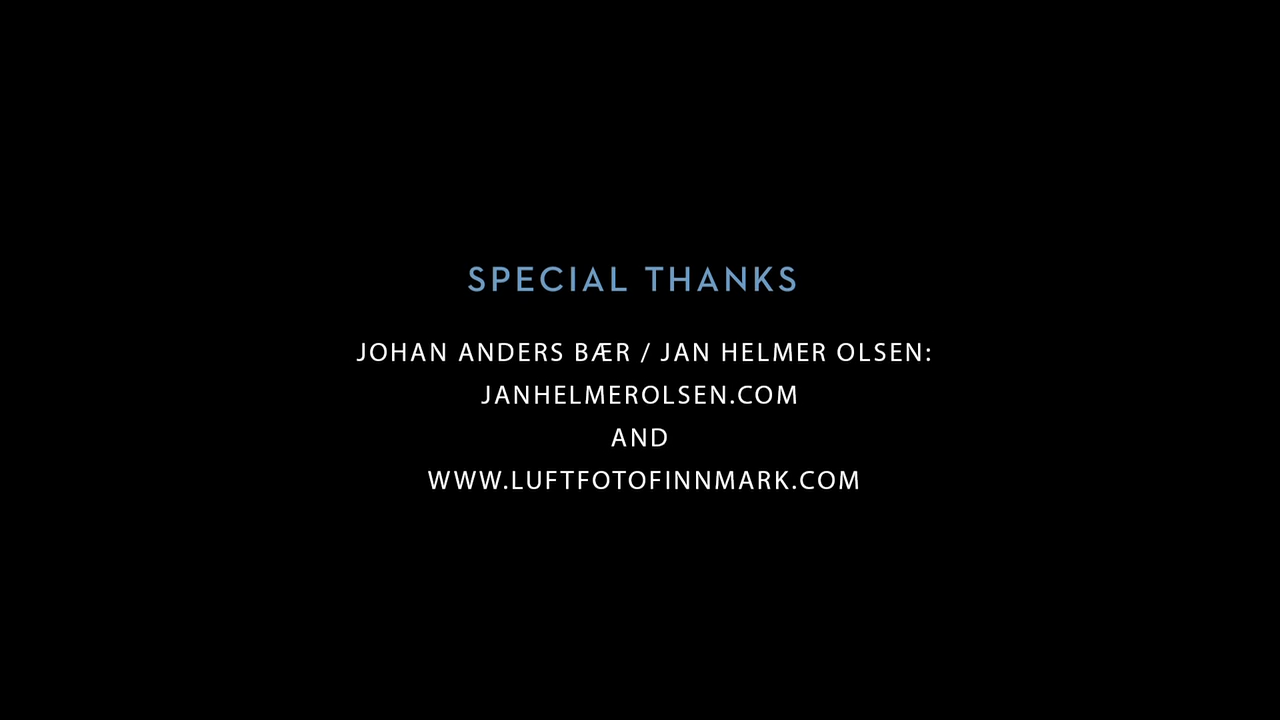 SPECIAL THANKS
JOHAN ANDERS BÆR / JAN HELMER OLSEN:
JANHELMEROLSEN.COM
AND
WWW.LUFTFOTOFINNMARK.COM